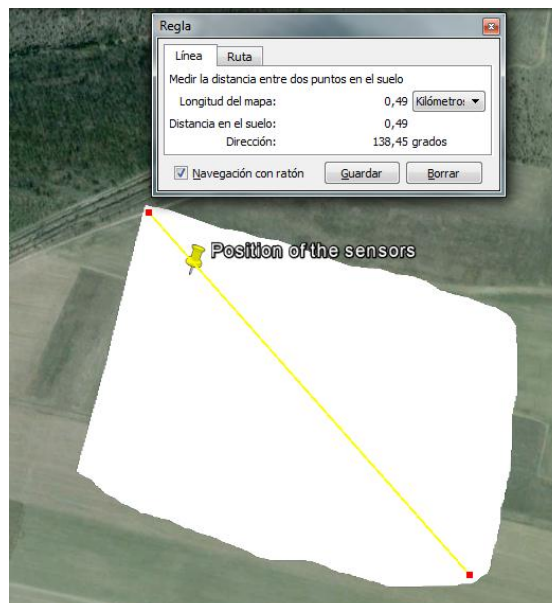 Regla
Línea Ruta
Medir la distancia entre dos puntos en el suelo
Longitud del mapa: 0,49 Kilómetro:
Distancia en el suelo: 0,49
Dirección: 138,45 grados
Navegación con ratón Guardar Borrar
Position of the sensors